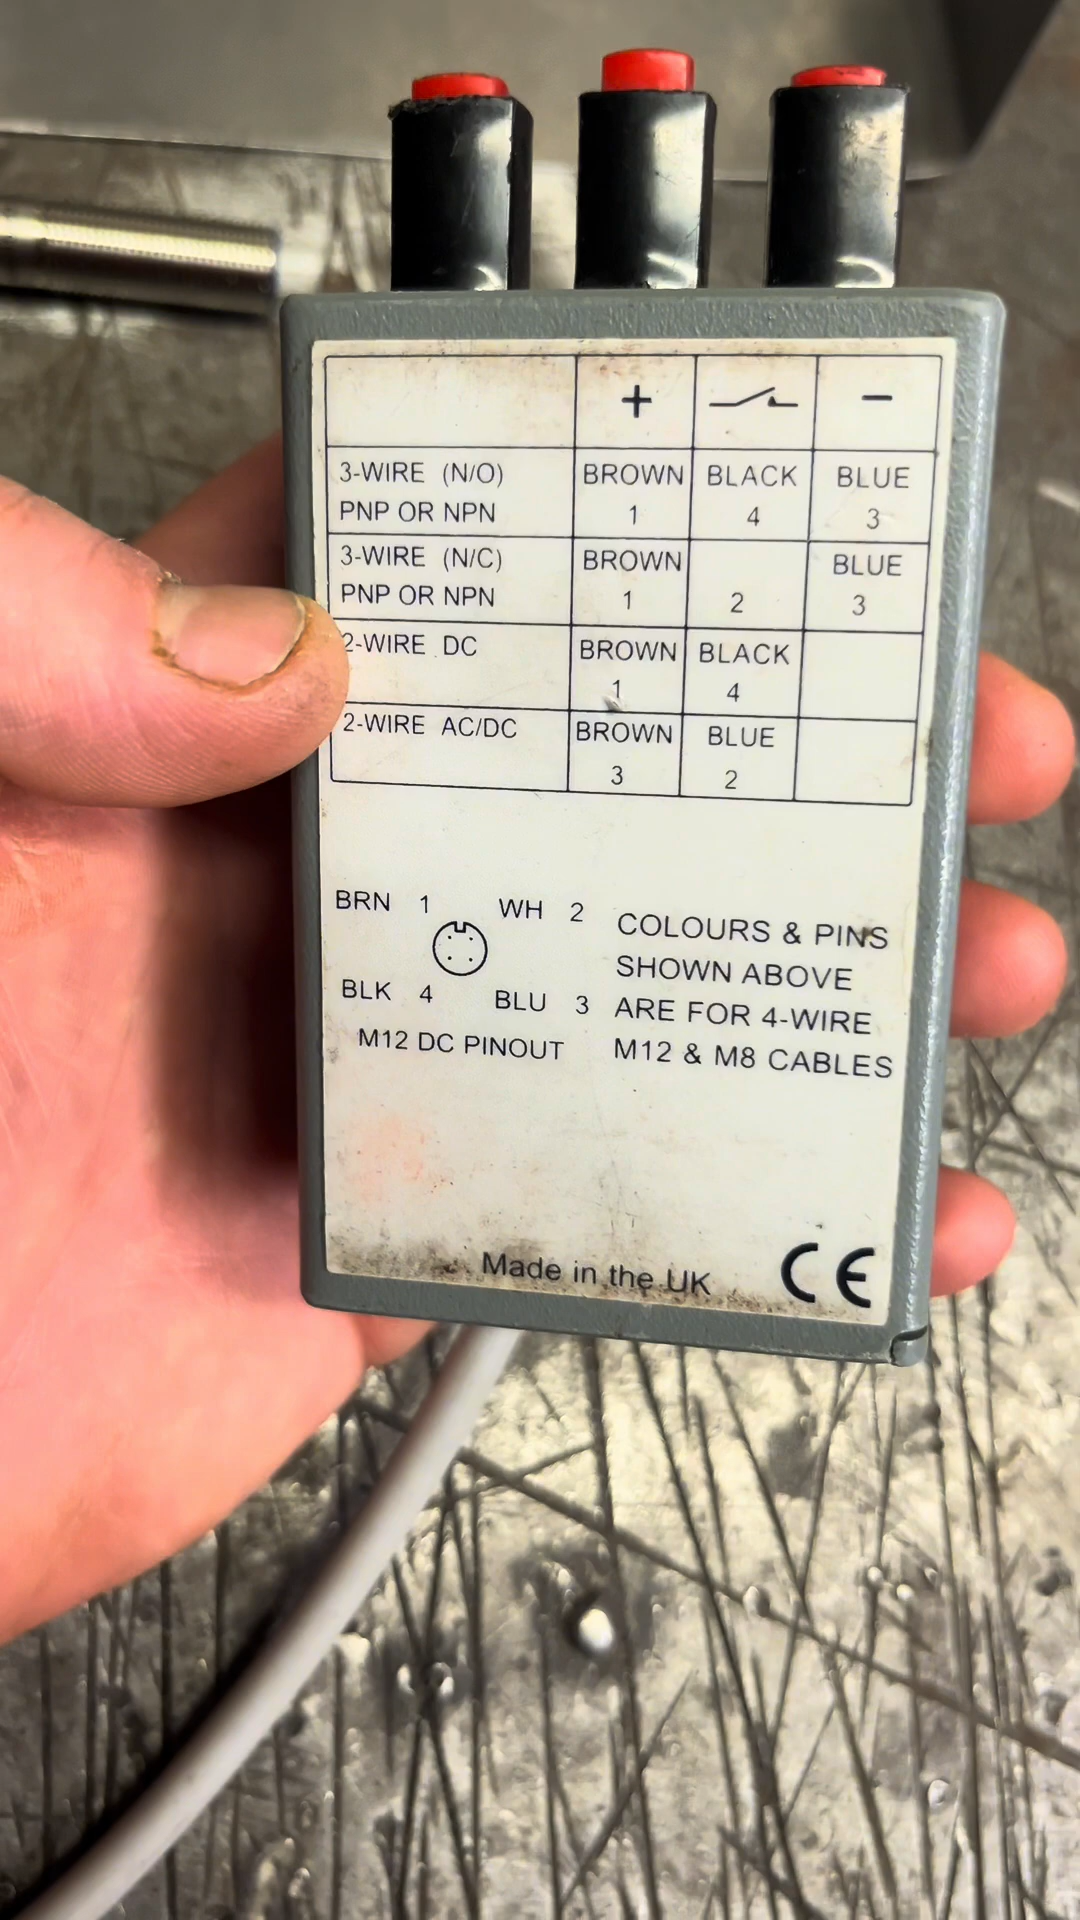 + −
3-WIRE (N/O) BROWN BLACK BLUE
PNP OR NPN 1 4 3
3-WIRE (N/C) BROWN BLUE
PNP OR NPN 1 2 3
2-WIRE DC BROWN BLACK
1 4
2-WIRE AC/DC BROWN BLUE
3 2
BRN 1 WH 2
BLK 4 BLU 3
M12 DC PINOUT
COLOURS & PINS
SHOWN ABOVE
ARE FOR 4-WIRE
M12 & M8 CABLES
Made in the UK CE